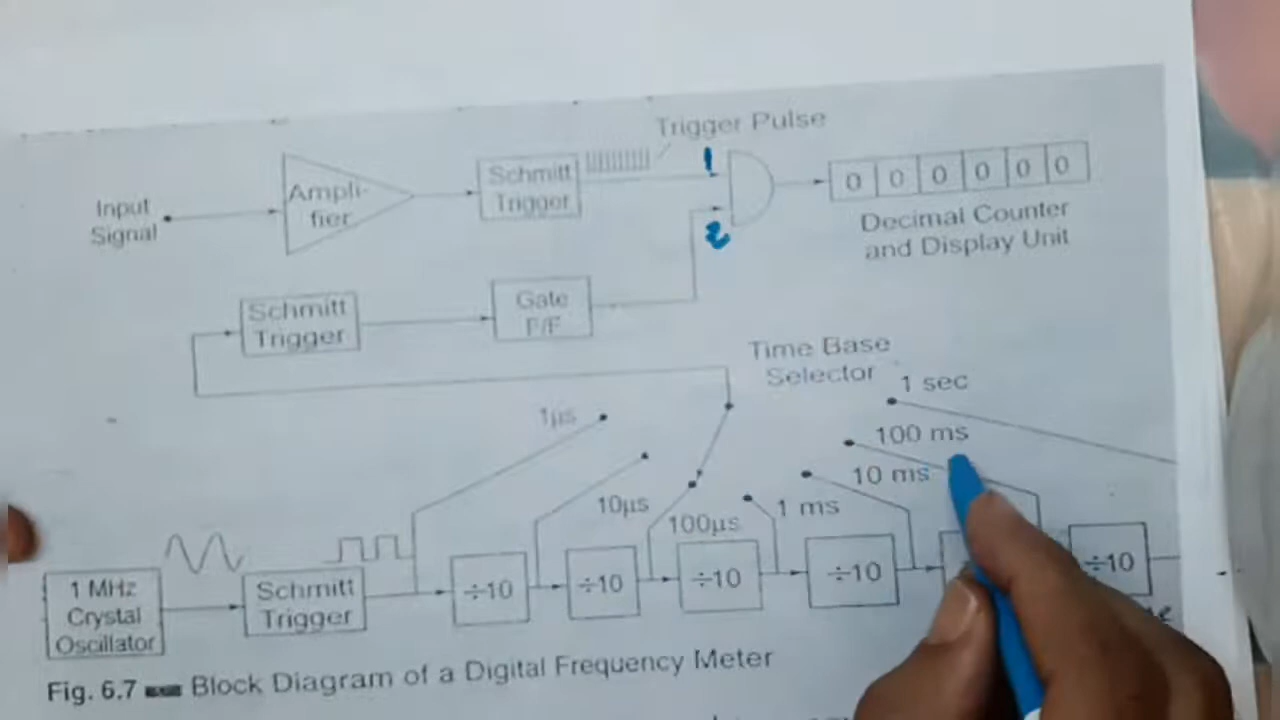 Trigger Pulse
1
Ampli-
fier
Schmitt
Trigger
Input
Signal
0 0 0 0 0 0
2
Decimal Counter
and Display Unit
Schmitt
Trigger
Gate
F/F
Time Base
Selector
1 sec
1µs
100 ms
10 ms
10µs
100µs
1 ms
1 MHz
Crystal
Oscillator
Schmitt
Trigger
÷10
÷10
÷10
÷10
÷10
Fig. 6.7 Block Diagram of a Digital Frequency Meter